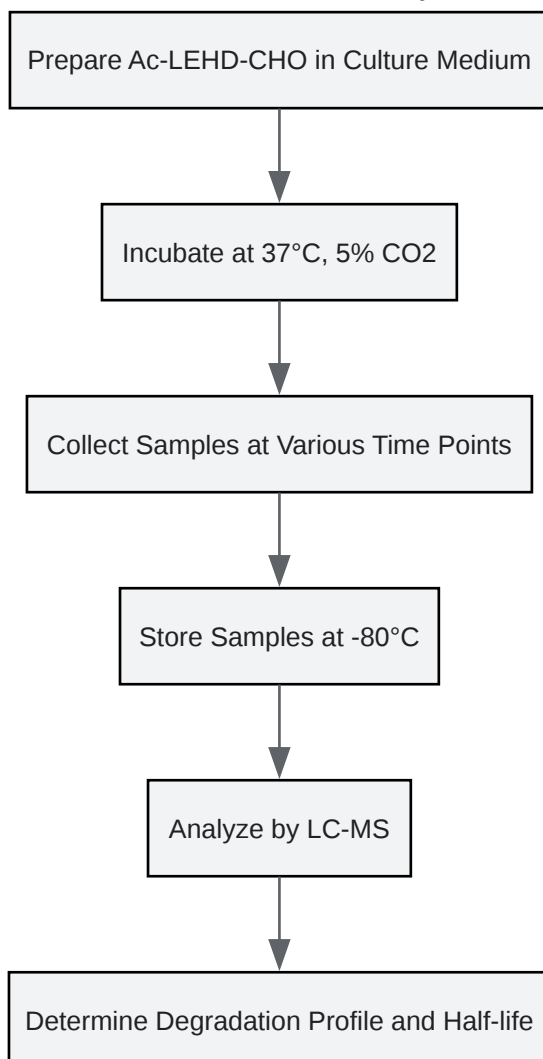 Prepare Ac-LEHD-CHO in Culture Medium
Incubate at 37°C, 5% CO2
Collect Samples at Various Time Points
Store Samples at -80°C
Analyze by LC-MS
Determine Degradation Profile and Half-life